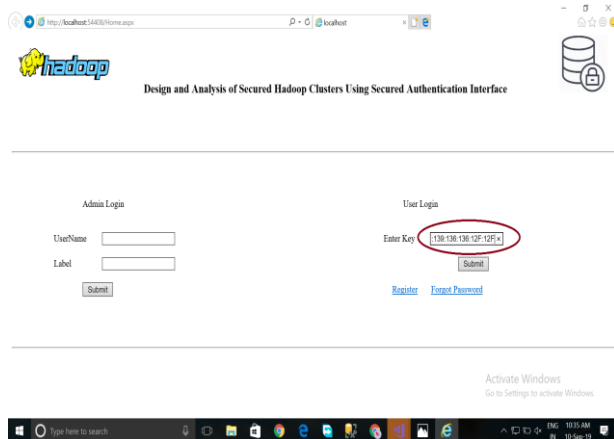 http://localhost:54408/Home.aspx
localhost
hadoop
Design and Analysis of Secured Hadoop Clusters Using Secured Authentication Interface
Admin Login
User Login
UserName
Enter Key :139:136:136:12F:12F
Label
Submit
Submit
Register Forgot Password
Activate Windows
Go to Settings to activate Windows.
Type here to search
ENG 10:35 AM
IN 10-Sep-19